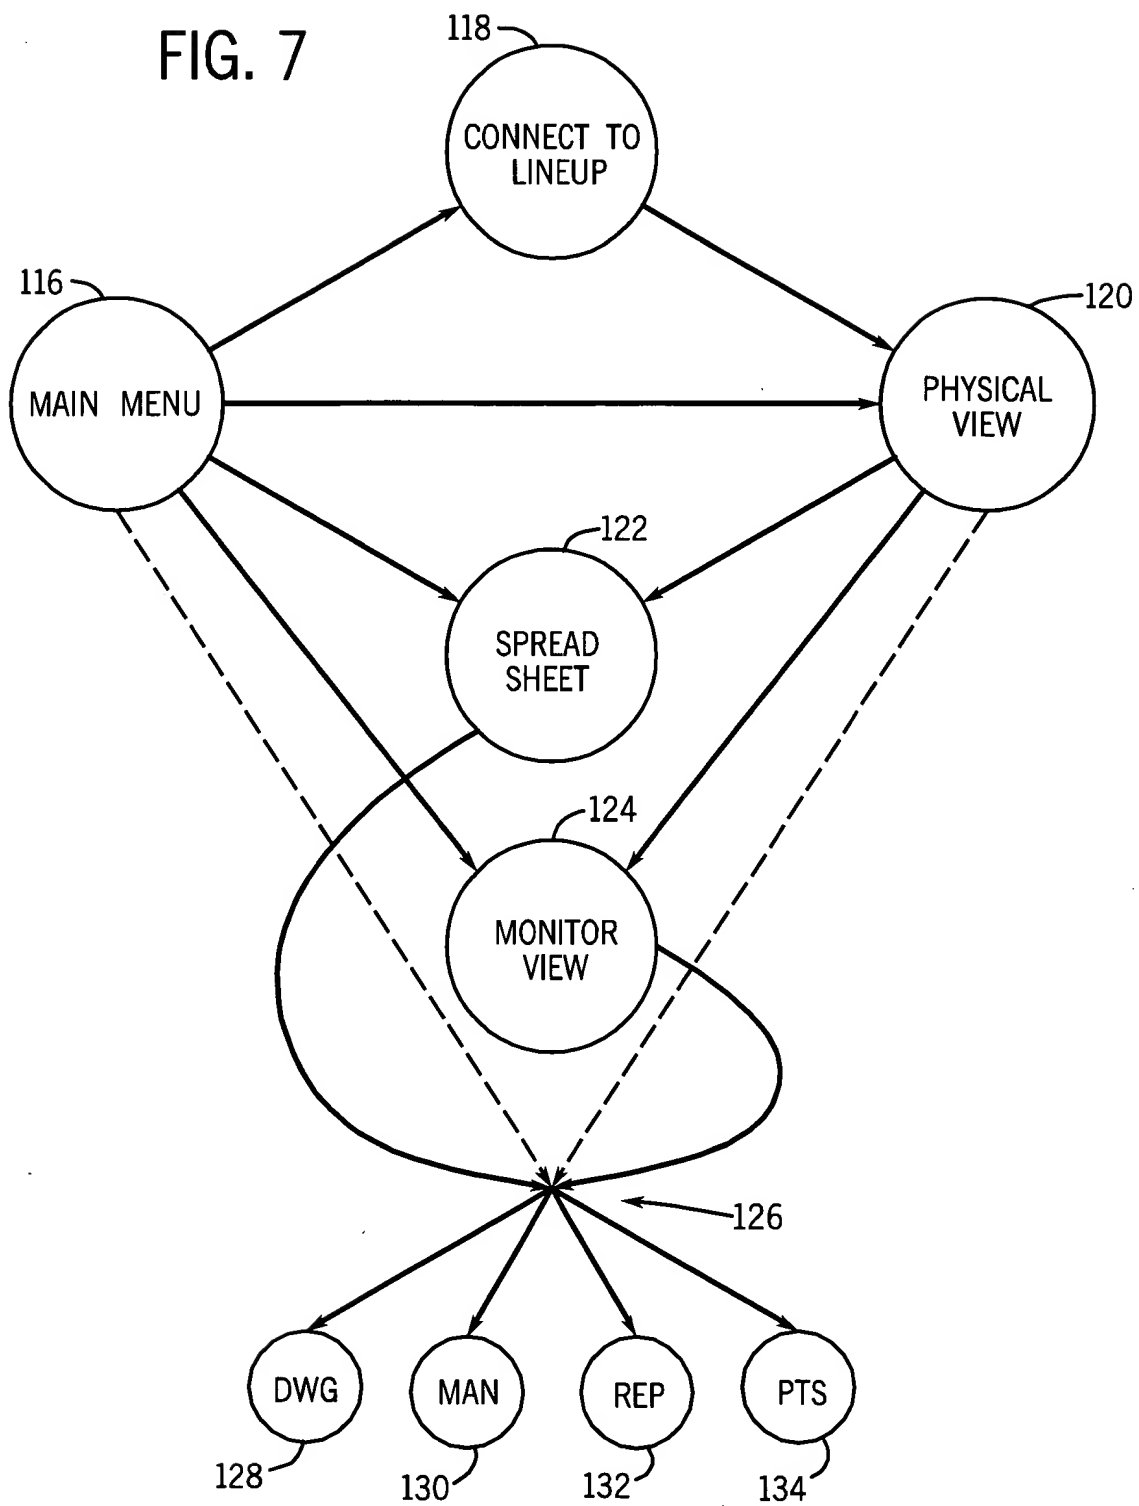 FIG. 7
118
CONNECT TO
LINEUP
116
MAIN MENU
120
PHYSICAL
VIEW
122
SPREAD
SHEET
124
MONITOR
VIEW
126
DWG
MAN
REP
PTS
128
130
132
134